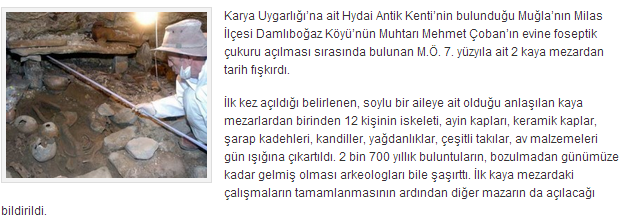 Karya Uygarlığı'na ait Hydai Antik Kenti'nin bulunduğu Muğla'nın Milas
İlçesi Damlıboğaz Köyü'nün Muhtarı Mehmet Çoban'ın evine foseptik
çukuru açılması sırasında bulunan M.Ö. 7. yüzyıla ait 2 kaya mezardan
tarih fışkırdı.
İlk kez açıldığı belirlenen, soylu bir aileye ait olduğu anlaşılan kaya
mezarlardan birinden 12 kişinin iskeleti, ayin kapları, keramik kaplar,
şarap kadehleri, kandiller, yağdanlıklar, çeşitli takılar, av malzemeleri
gün ışığına çıkartıldı. 2 bin 700 yıllık buluntuların, bozulmadan günümüze
kadar gelmiş olması arkeologları bile şaşırttı. İlk kaya mezardaki
çalışmaların tamamlanmasının ardından diğer mazarın da açılacağı
bildirildi.